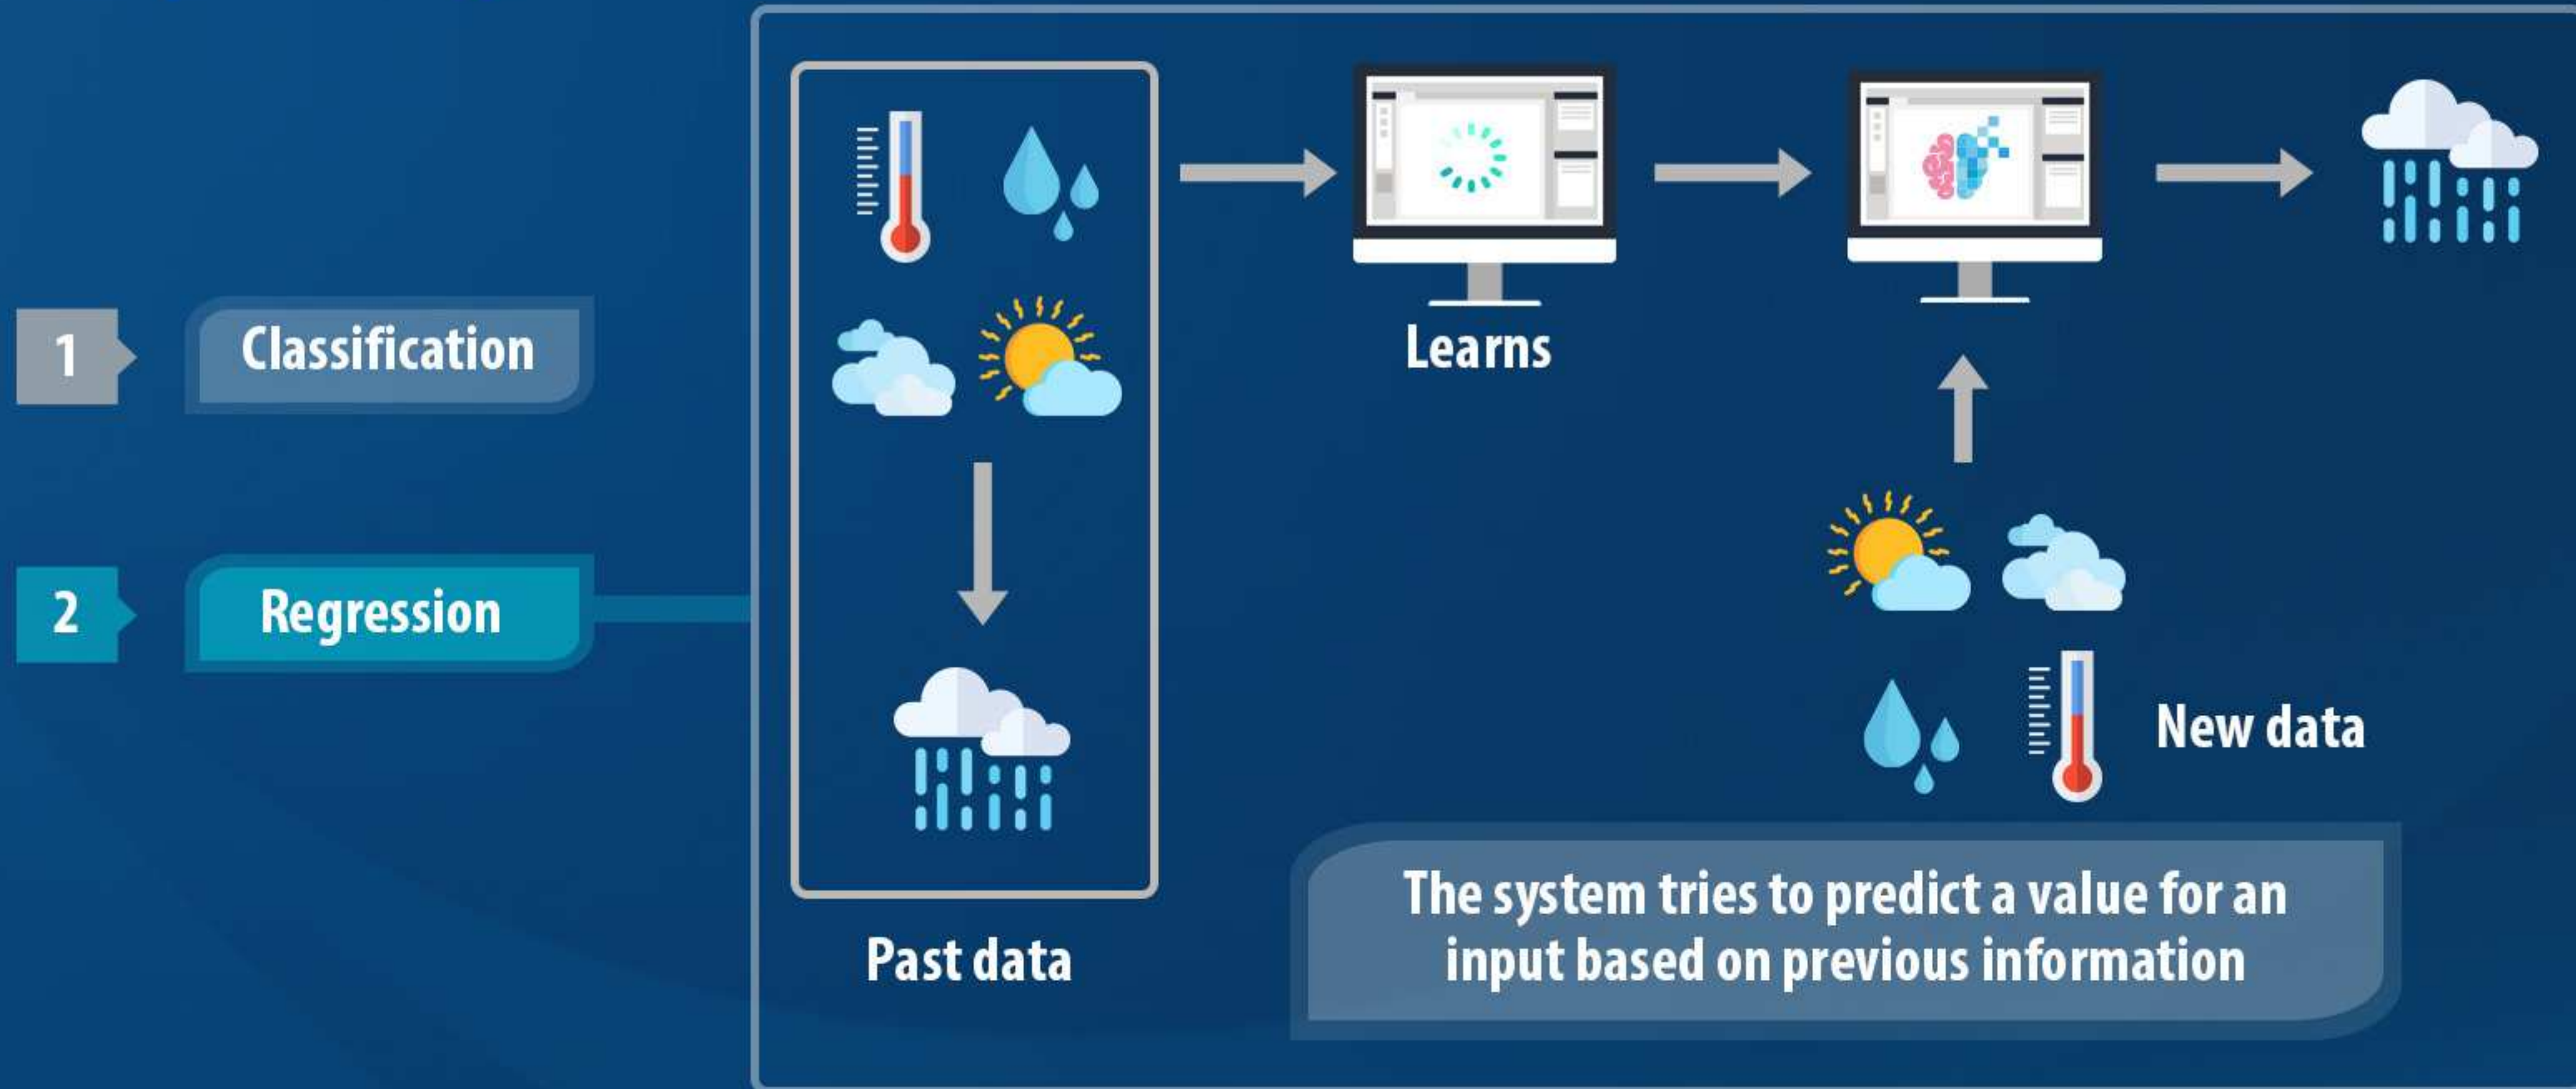 1
Classification
2
Regression
Past data
Learns
New data
The system tries to predict a value for an
input based on previous information